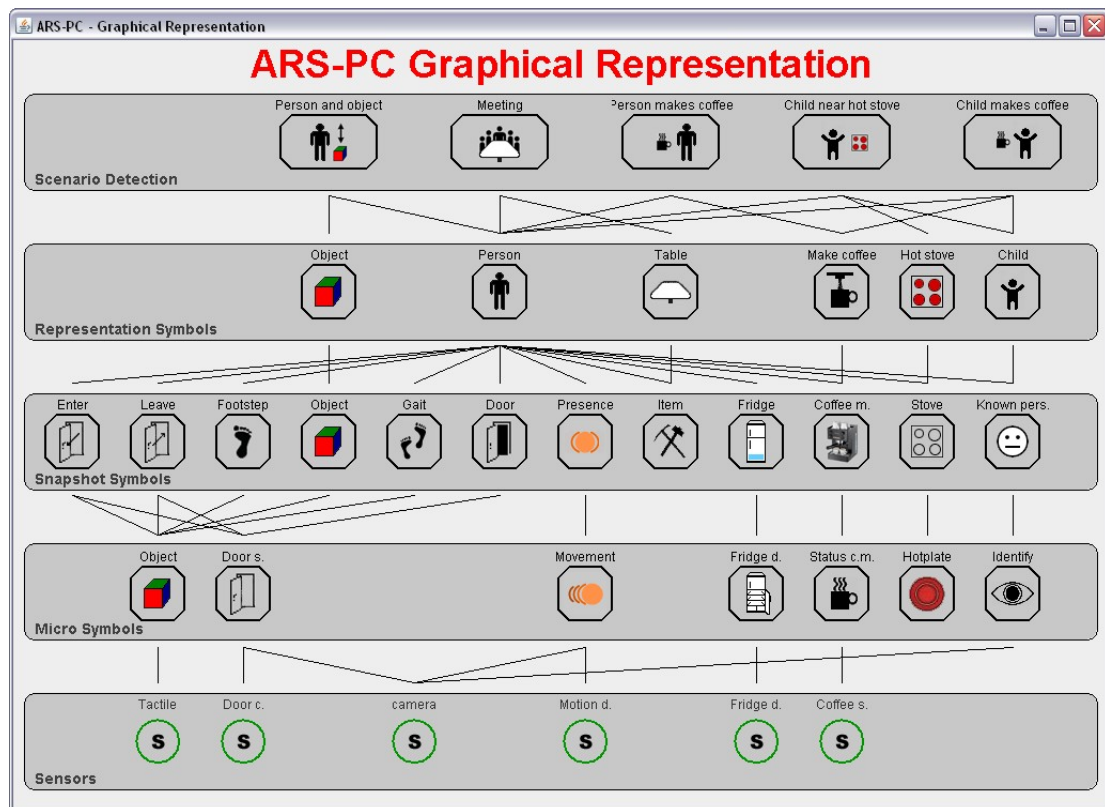 ARS-PC - Graphical Representation
ARS-PC Graphical Representation
Person and object Meeting Person makes coffee Child near hot stove Child makes coffee
Scenario Detection
Object Person Table Make coffee Hot stove Child
Representation Symbols
Enter Leave Footstep Object Gait Door Presence Item Fridge Coffee m. Stove Known pers.
Snapshot Symbols
Object Door s. Movement Fridge d. Status c.m. Hotplate Identify
Micro Symbols
Tactile Door c. camera Motion d. Fridge d. Coffee s.
S S S S S S
Sensors